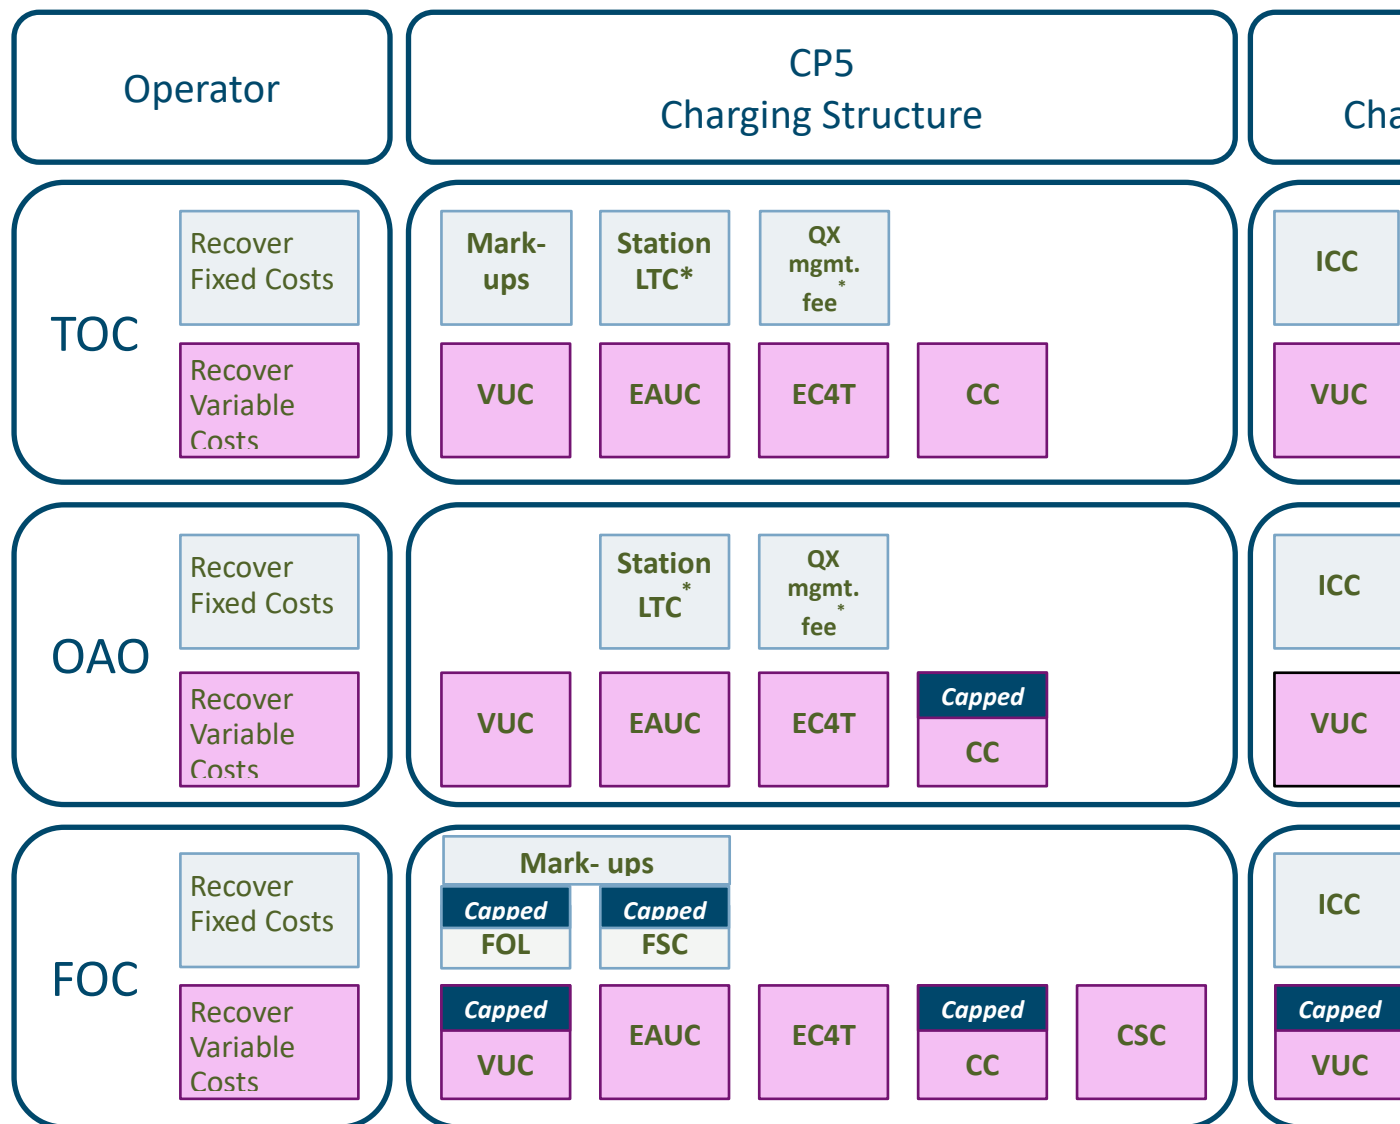 Operator
CP5
Charging Structure
Cha
TOC
Recover
Fixed Costs
Recover
Variable
Costs
Mark-
ups
Station
LTC*
QX
mgmt.
fee*
VUC
EAUC
EC4T
CC
ICC
VUC
OAO
Recover
Fixed Costs
Recover
Variable
Costs
Station
LTC*
QX
mgmt.
fee*
VUC
EAUC
EC4T
Capped
CC
ICC
VUC
FOC
Recover
Fixed Costs
Recover
Variable
Costs
Mark- ups
Capped
FOL
Capped
FSC
Capped
VUC
EAUC
EC4T
Capped
CC
CSC
ICC
Capped
VUC